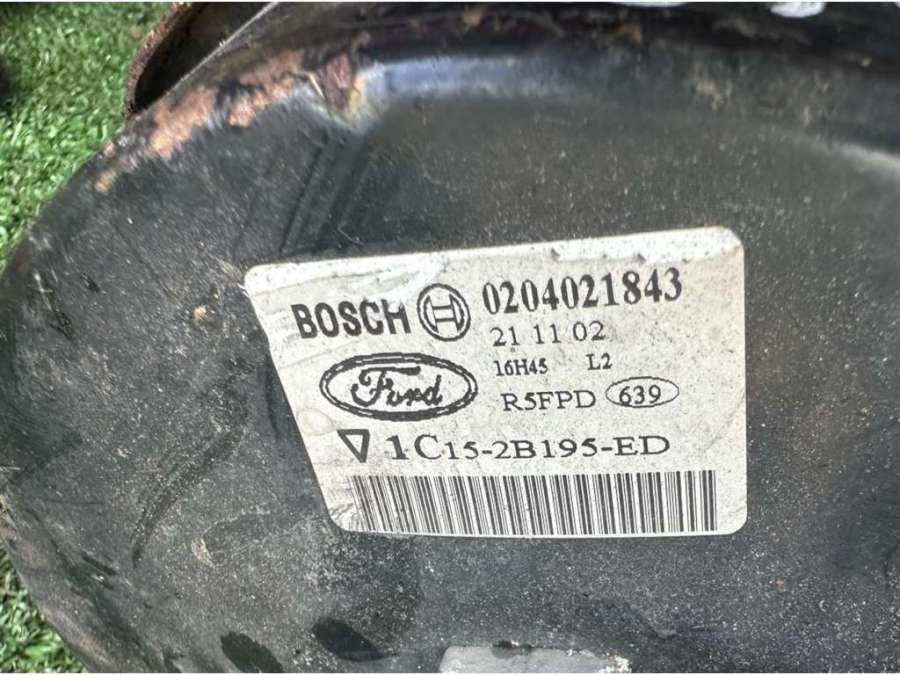 BOSCH 0204021843
21 11 02
16H45 L2
Ford R5FPD 639
1C15-2B195-ED